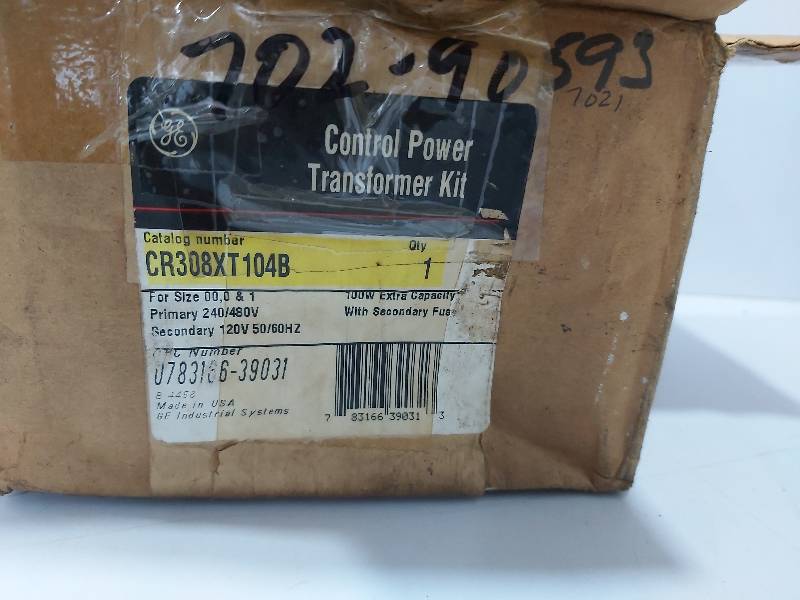 702-90593
7021
GE
Control Power
Transformer Kit
Catalog number Qty
CR308XT104B 1
For Size 00,0 & 1 100W Extra Capacity
Primary 240/480V With Secondary Fuse
Secondary 120V 50/60HZ
UPC Number
0783166-39031
Made in USA
GE Industrial Systems
7 83166 39031 3